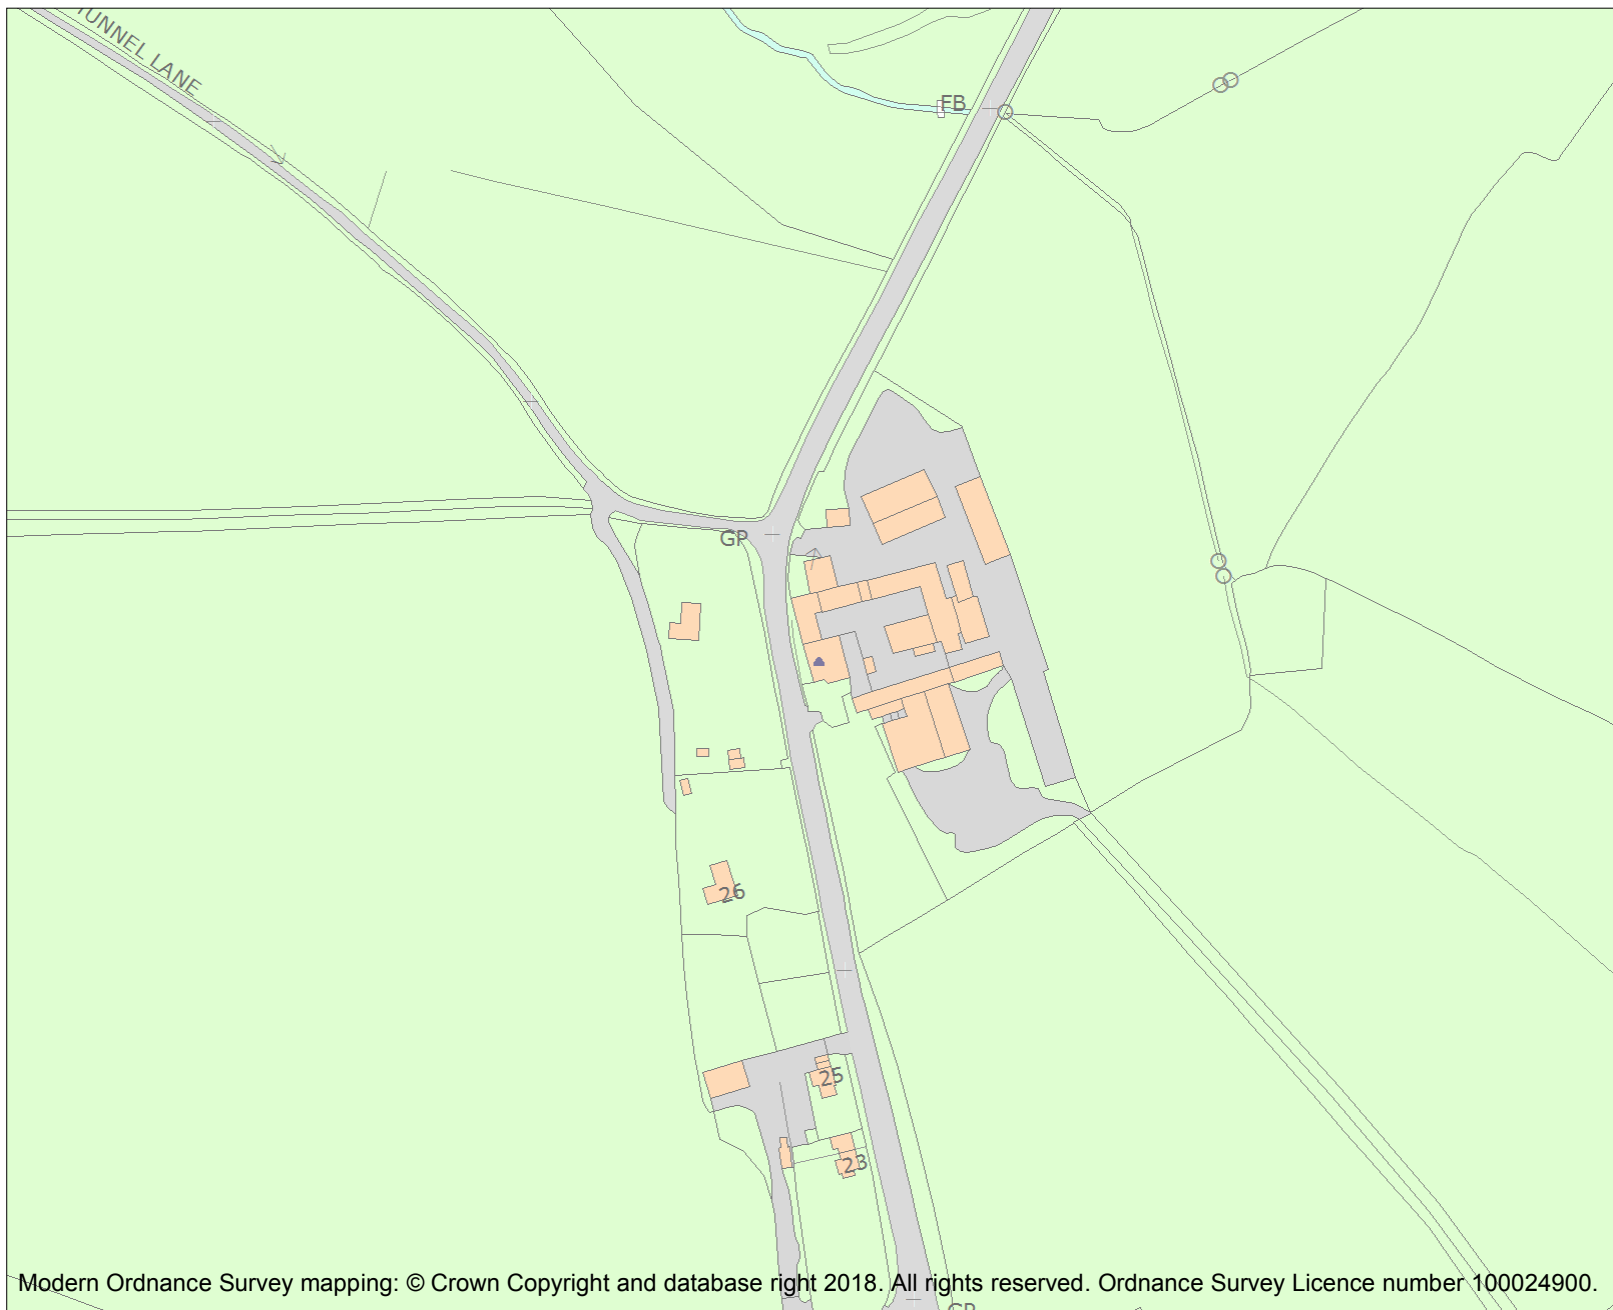 TUNNEL LANE
FB
GP
26
25
23
Modern Ordnance Survey mapping: © Crown Copyright and database right 2018. All rights reserved. Ordnance Survey Licence number 100024900.
GP